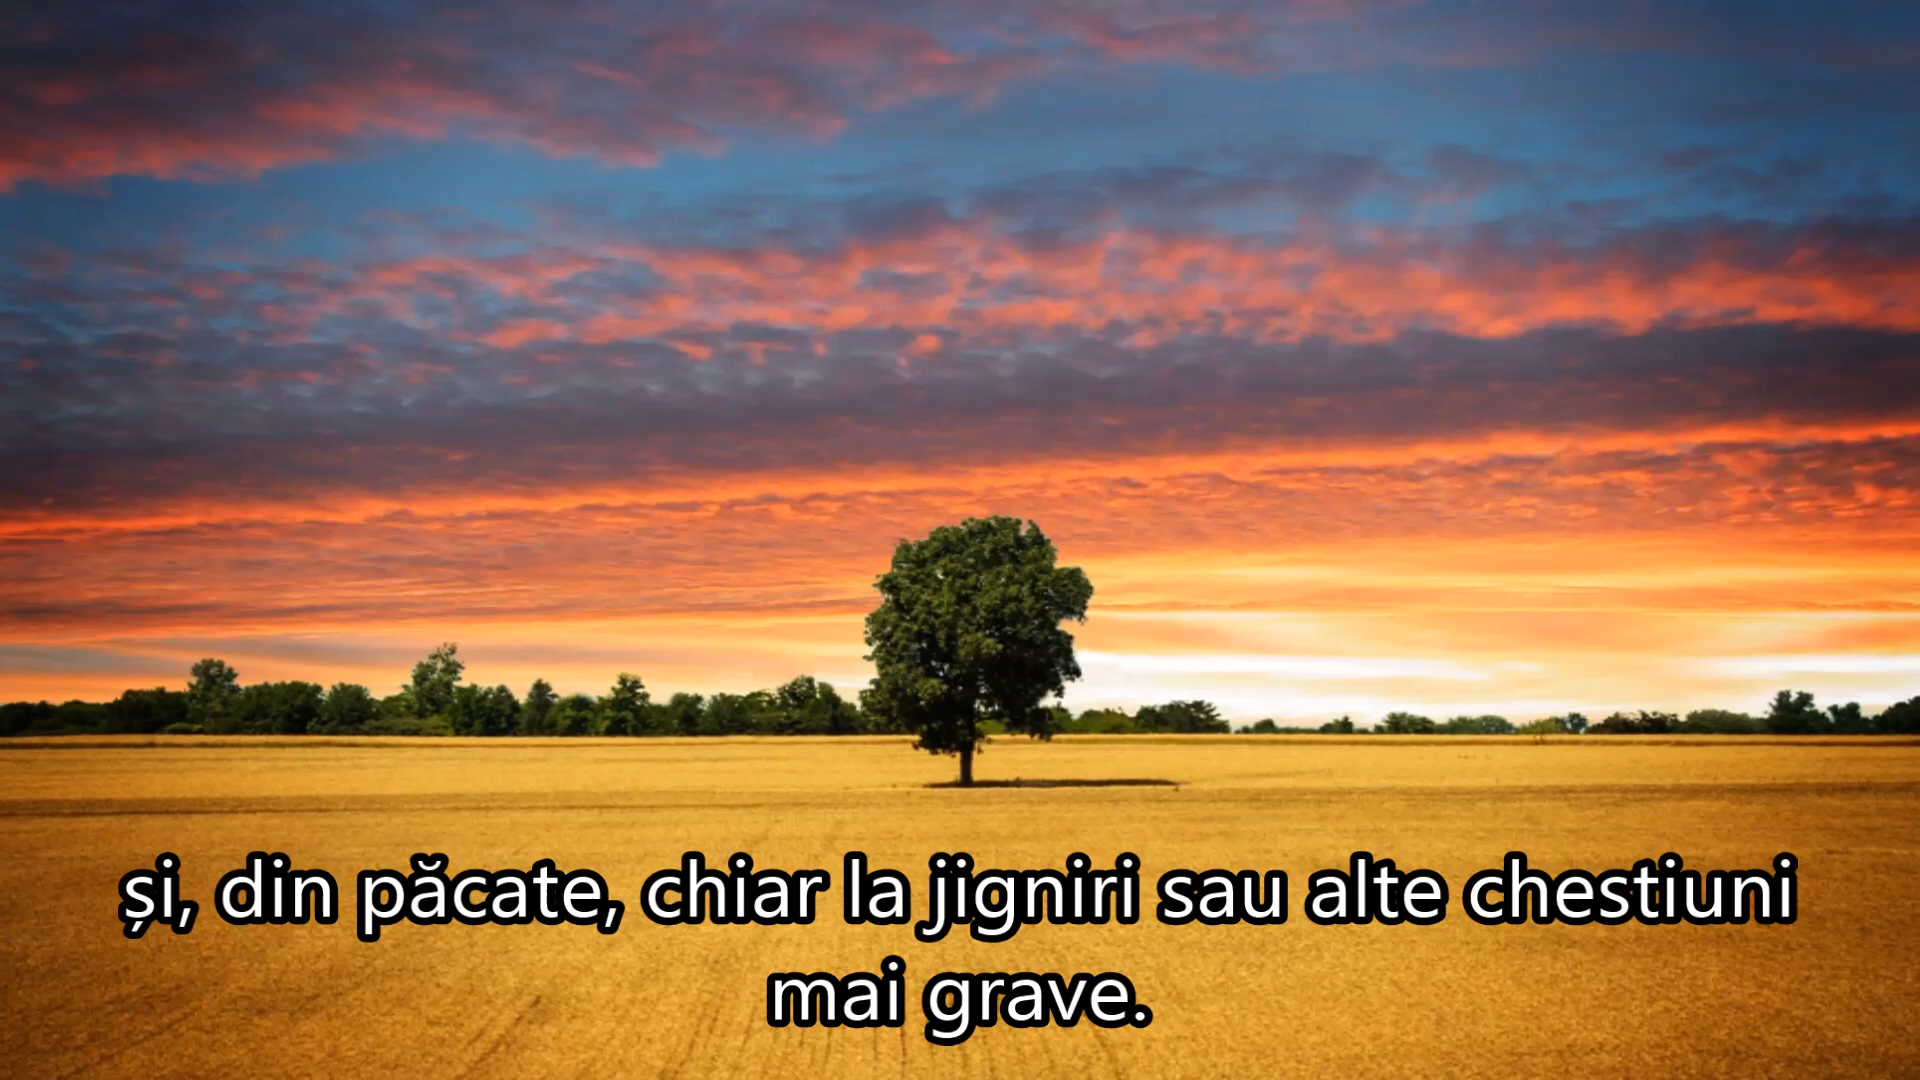 și, din păcate, chiar la jigniri sau alte chestiuni
mai grave.